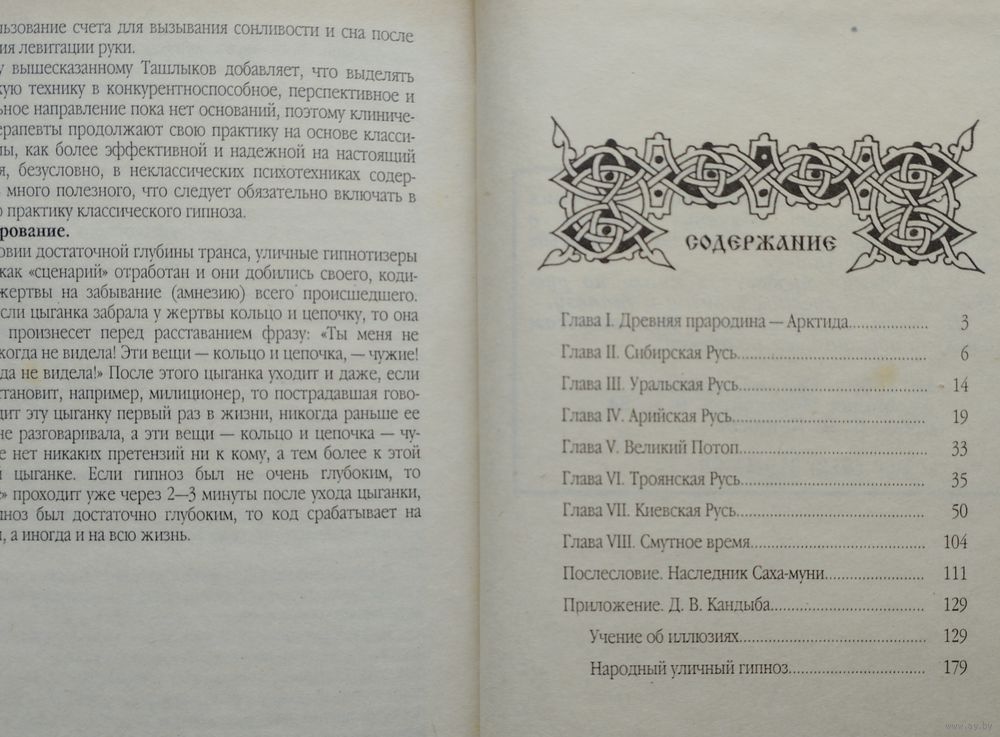 счета для вызывания сонливости и сна после
левитации руки.
вышесказанному Ташлыков добавляет, что выделять
технику в конкурентноспособное, перспективное и
направление пока нет оснований, поэтому клиниче-
продолжают свою практику на основе класси-
как более эффективной и надежной на настоящий
безусловно, в неклассических психотехниках содер-
много полезного, что следует обязательно включать в
практику классического гипноза.
рование.
достаточной глубины транса, уличные гипнотизеры
как «сценарий» отработан и они добились своего, коди-
жертвы на забывание (амнезию) всего происшедшего.
если цыганка забрала у жертвы кольцо и цепочку, то она
произнесет перед расставанием фразу: «Ты меня не
когда не видела! Эти вещи — кольцо и цепочка, — чужие!
да не видела!» После этого цыганка уходит и даже, если
становит, например, милиционер, то пострадавшая гово-
дит эту цыганку первый раз в жизни, никогда раньше ее
не разговаривала, а эти вещи — кольцо и цепочка — чу-
е нет никаких претензий ни к кому, а тем более к этой
цыганке. Если гипноз был не очень глубоким, то
» проходит уже через 2—3 минуты после ухода цыганки,
пноз был достаточно глубоким, то код срабатывает на
, а иногда и на всю жизнь.
СОДЕРЖАНИЕ
Глава I. Древняя прародина — Арктида.................... 3
Глава II. Сибирская Русь.................... 6
Глава III. Уральская Русь.................... 14
Глава IV. Арийская Русь.................... 19
Глава V. Великий Потоп.................... 33
Глава VI. Троянская Русь.................... 35
Глава VII. Киевская Русь.................... 50
Глава VIII. Смутное время.................... 104
Послесловие. Наследник Саха-муни.................... 111
Приложение. Д. В. Кандыба.................... 129
Учение об иллюзиях.................... 129
Народный уличный гипноз.................... 179
www.ay.by